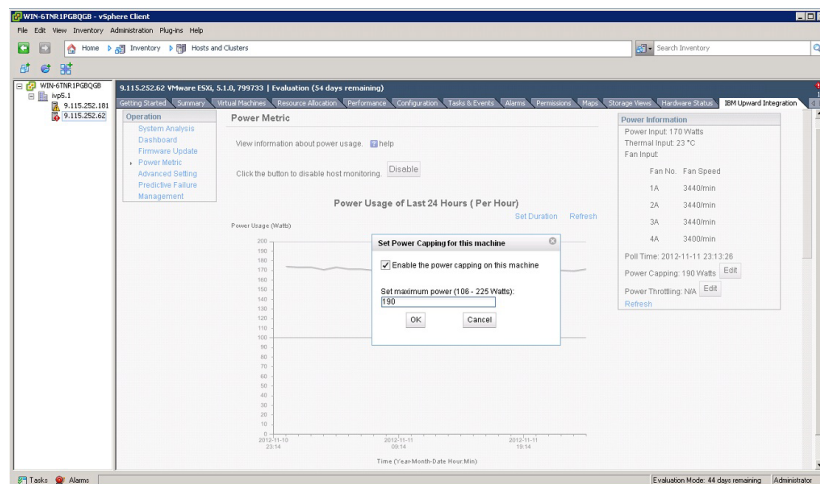 WIN-6TNR1PGBQGB - vSphere Client
File Edit View Inventory Administration Plug-ins Help
Home Inventory Hosts and Clusters
Search Inventory
WIN-6TNR1PGBQGB
ivp5.1
9.115.252.181
9.115.252.62
9.115.252.62 VMware ESXi, 5.1.0, 799733 | Evaluation (54 days remaining)
Getting Started Summary Virtual Machines Resource Allocation Performance Configuration Tasks & Events Alarms Permissions Maps Storage Views Hardware Status IBM Upward Integration
Operation
System Analysis
Dashboard
Firmware Update
Power Metric
Advanced Setting
Predictive Failure
Management
Power Metric
View information about power usage. ? help
Click the button to disable host monitoring. Disable
Power Usage of Last 24 Hours ( Per Hour)
Set Duration Refresh
Power Usage (Watts)
200
190
180
170
160
150
140
130
120
110
100
90
80
70
60
50
40
30
20
10
0
2012-11-10 23:14
2012-11-11 09:14
2012-11-11 19:14
Time (Year-Month-Date Hour:Min)
Set Power Capping for this machine
Enable the power capping on this machine
Set maximum power (106 - 225 Watts):
190
OK Cancel
Power Information
Power Input: 170 Watts
Thermal Input: 23 °C
Fan Input:
Fan No. Fan Speed
1A 3440/min
2A 3440/min
3A 3440/min
4A 3400/min
Poll Time: 2012-11-11 23:13:26
Power Capping: 190 Watts Edit
Power Throttling: N/A Edit
Refresh
Tasks Alarms
Evaluation Mode: 44 days remaining Administrator